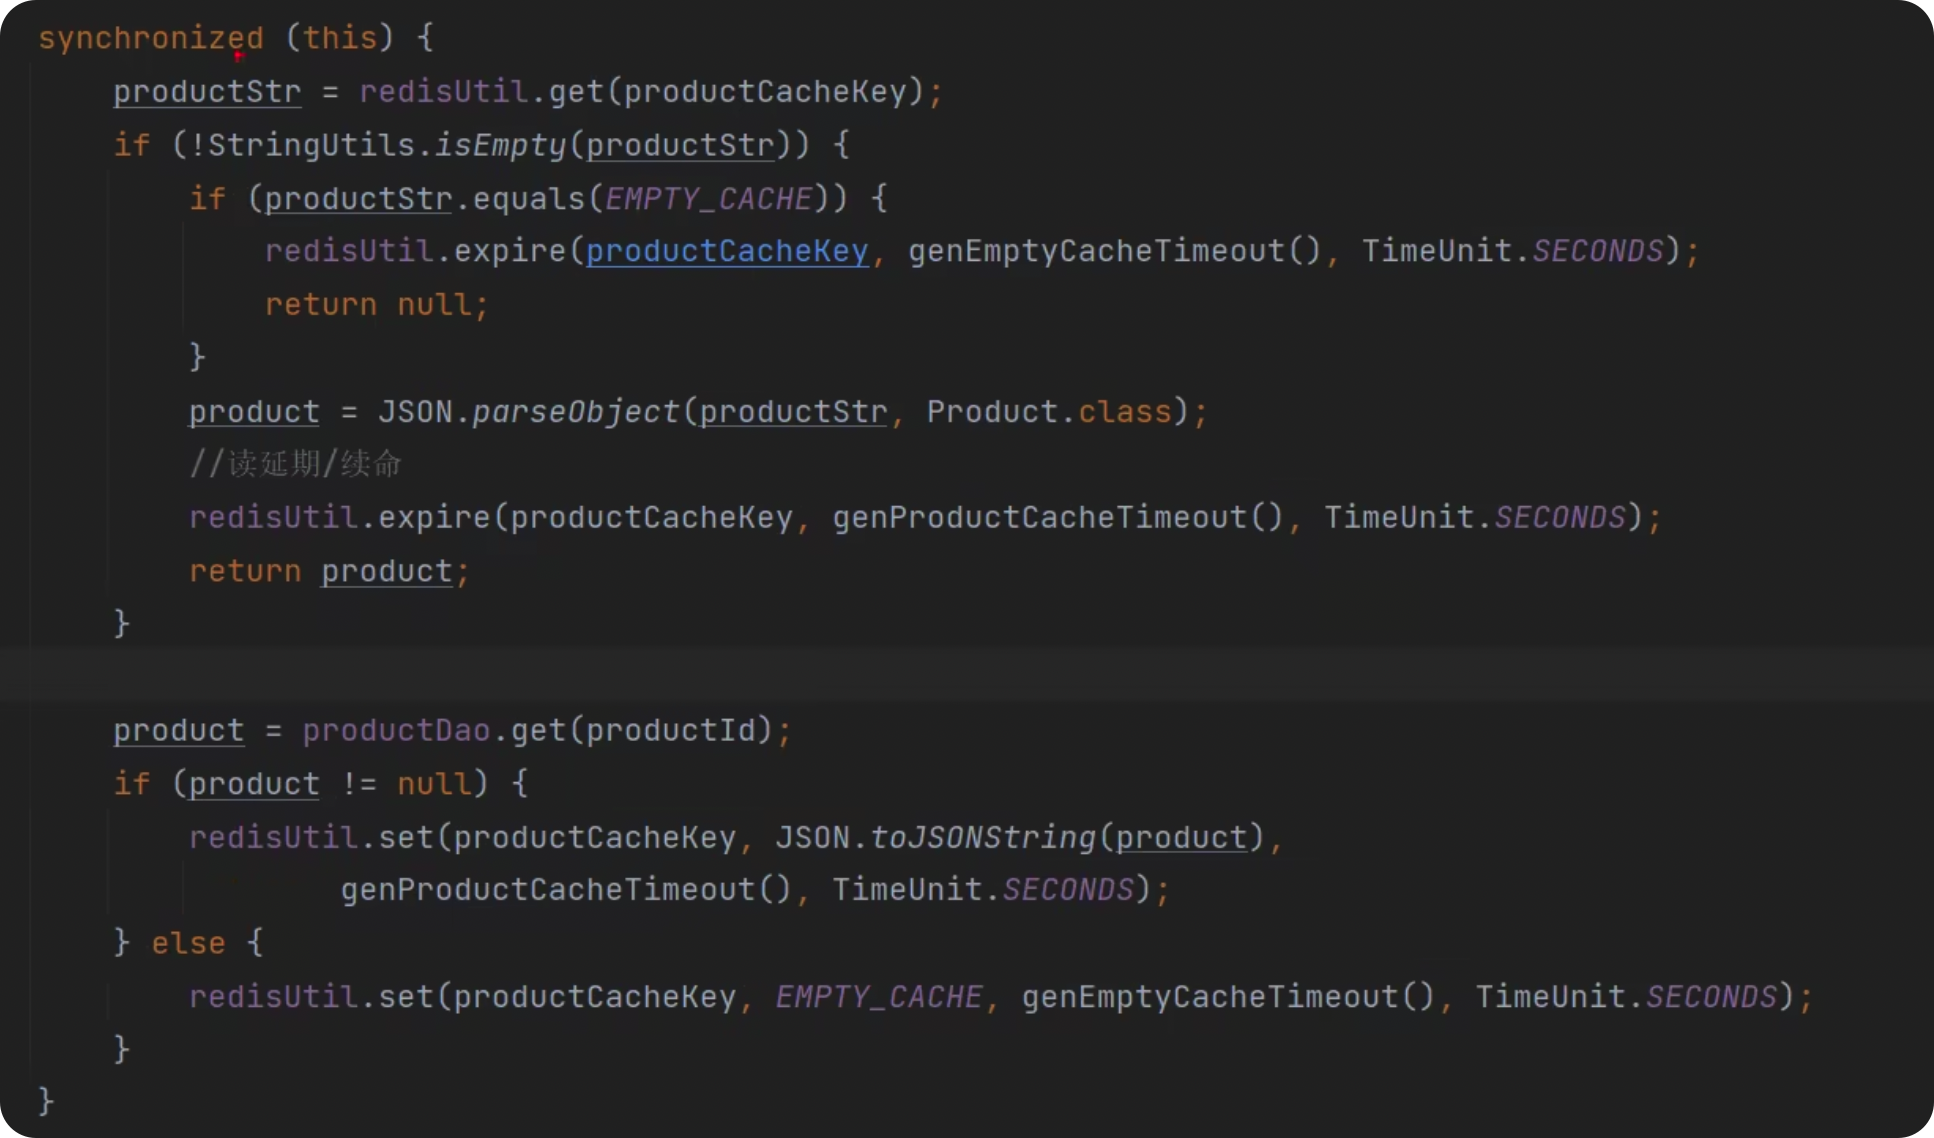 synchronized (this) {
productStr = redisUtil.get(productCacheKey);
if (!StringUtils.isEmpty(productStr)) {
if (productStr.equals(EMPTY_CACHE)) {
redisUtil.expire(productCacheKey, genEmptyCacheTimeout(), TimeUnit.SECONDS);
return null;
}
product = JSON.parseObject(productStr, Product.class);
//读延期/续命
redisUtil.expire(productCacheKey, genProductCacheTimeout(), TimeUnit.SECONDS);
return product;
}
product = productDao.get(productId);
if (product != null) {
redisUtil.set(productCacheKey, JSON.toJSONString(product),
genProductCacheTimeout(), TimeUnit.SECONDS);
} else {
redisUtil.set(productCacheKey, EMPTY_CACHE, genEmptyCacheTimeout(), TimeUnit.SECONDS);
}
}